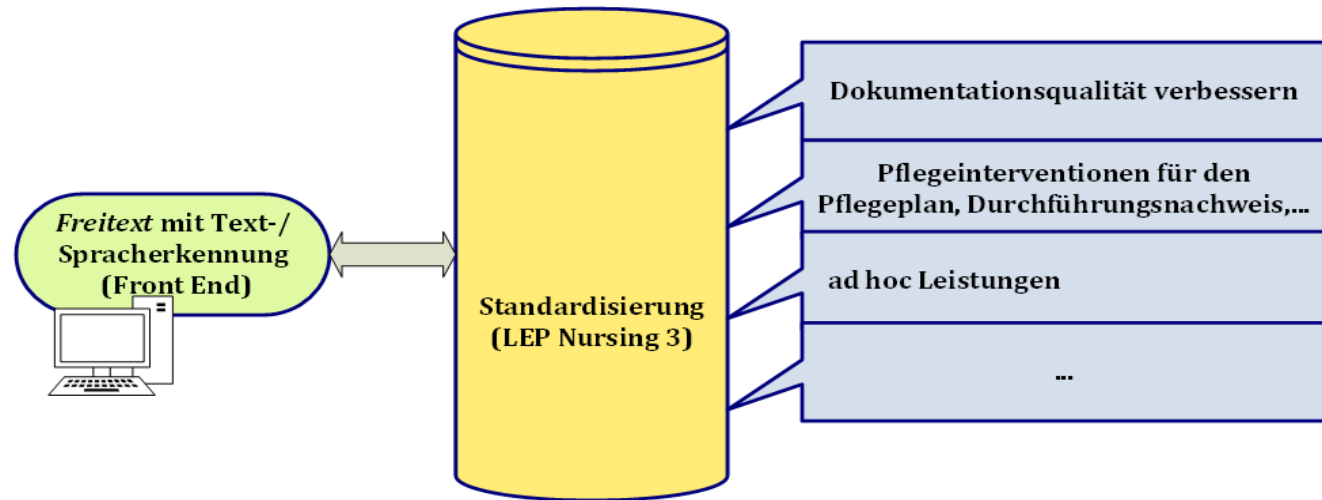 Freitext mit Text-/
Spracherkennung
(Front End)
Standardisierung
(LEP Nursing 3)
Dokumentationsqualität verbessern
Pflegeinterventionen für den
Pflegeplan, Durchführungsnachweis,...
ad hoc Leistungen
...